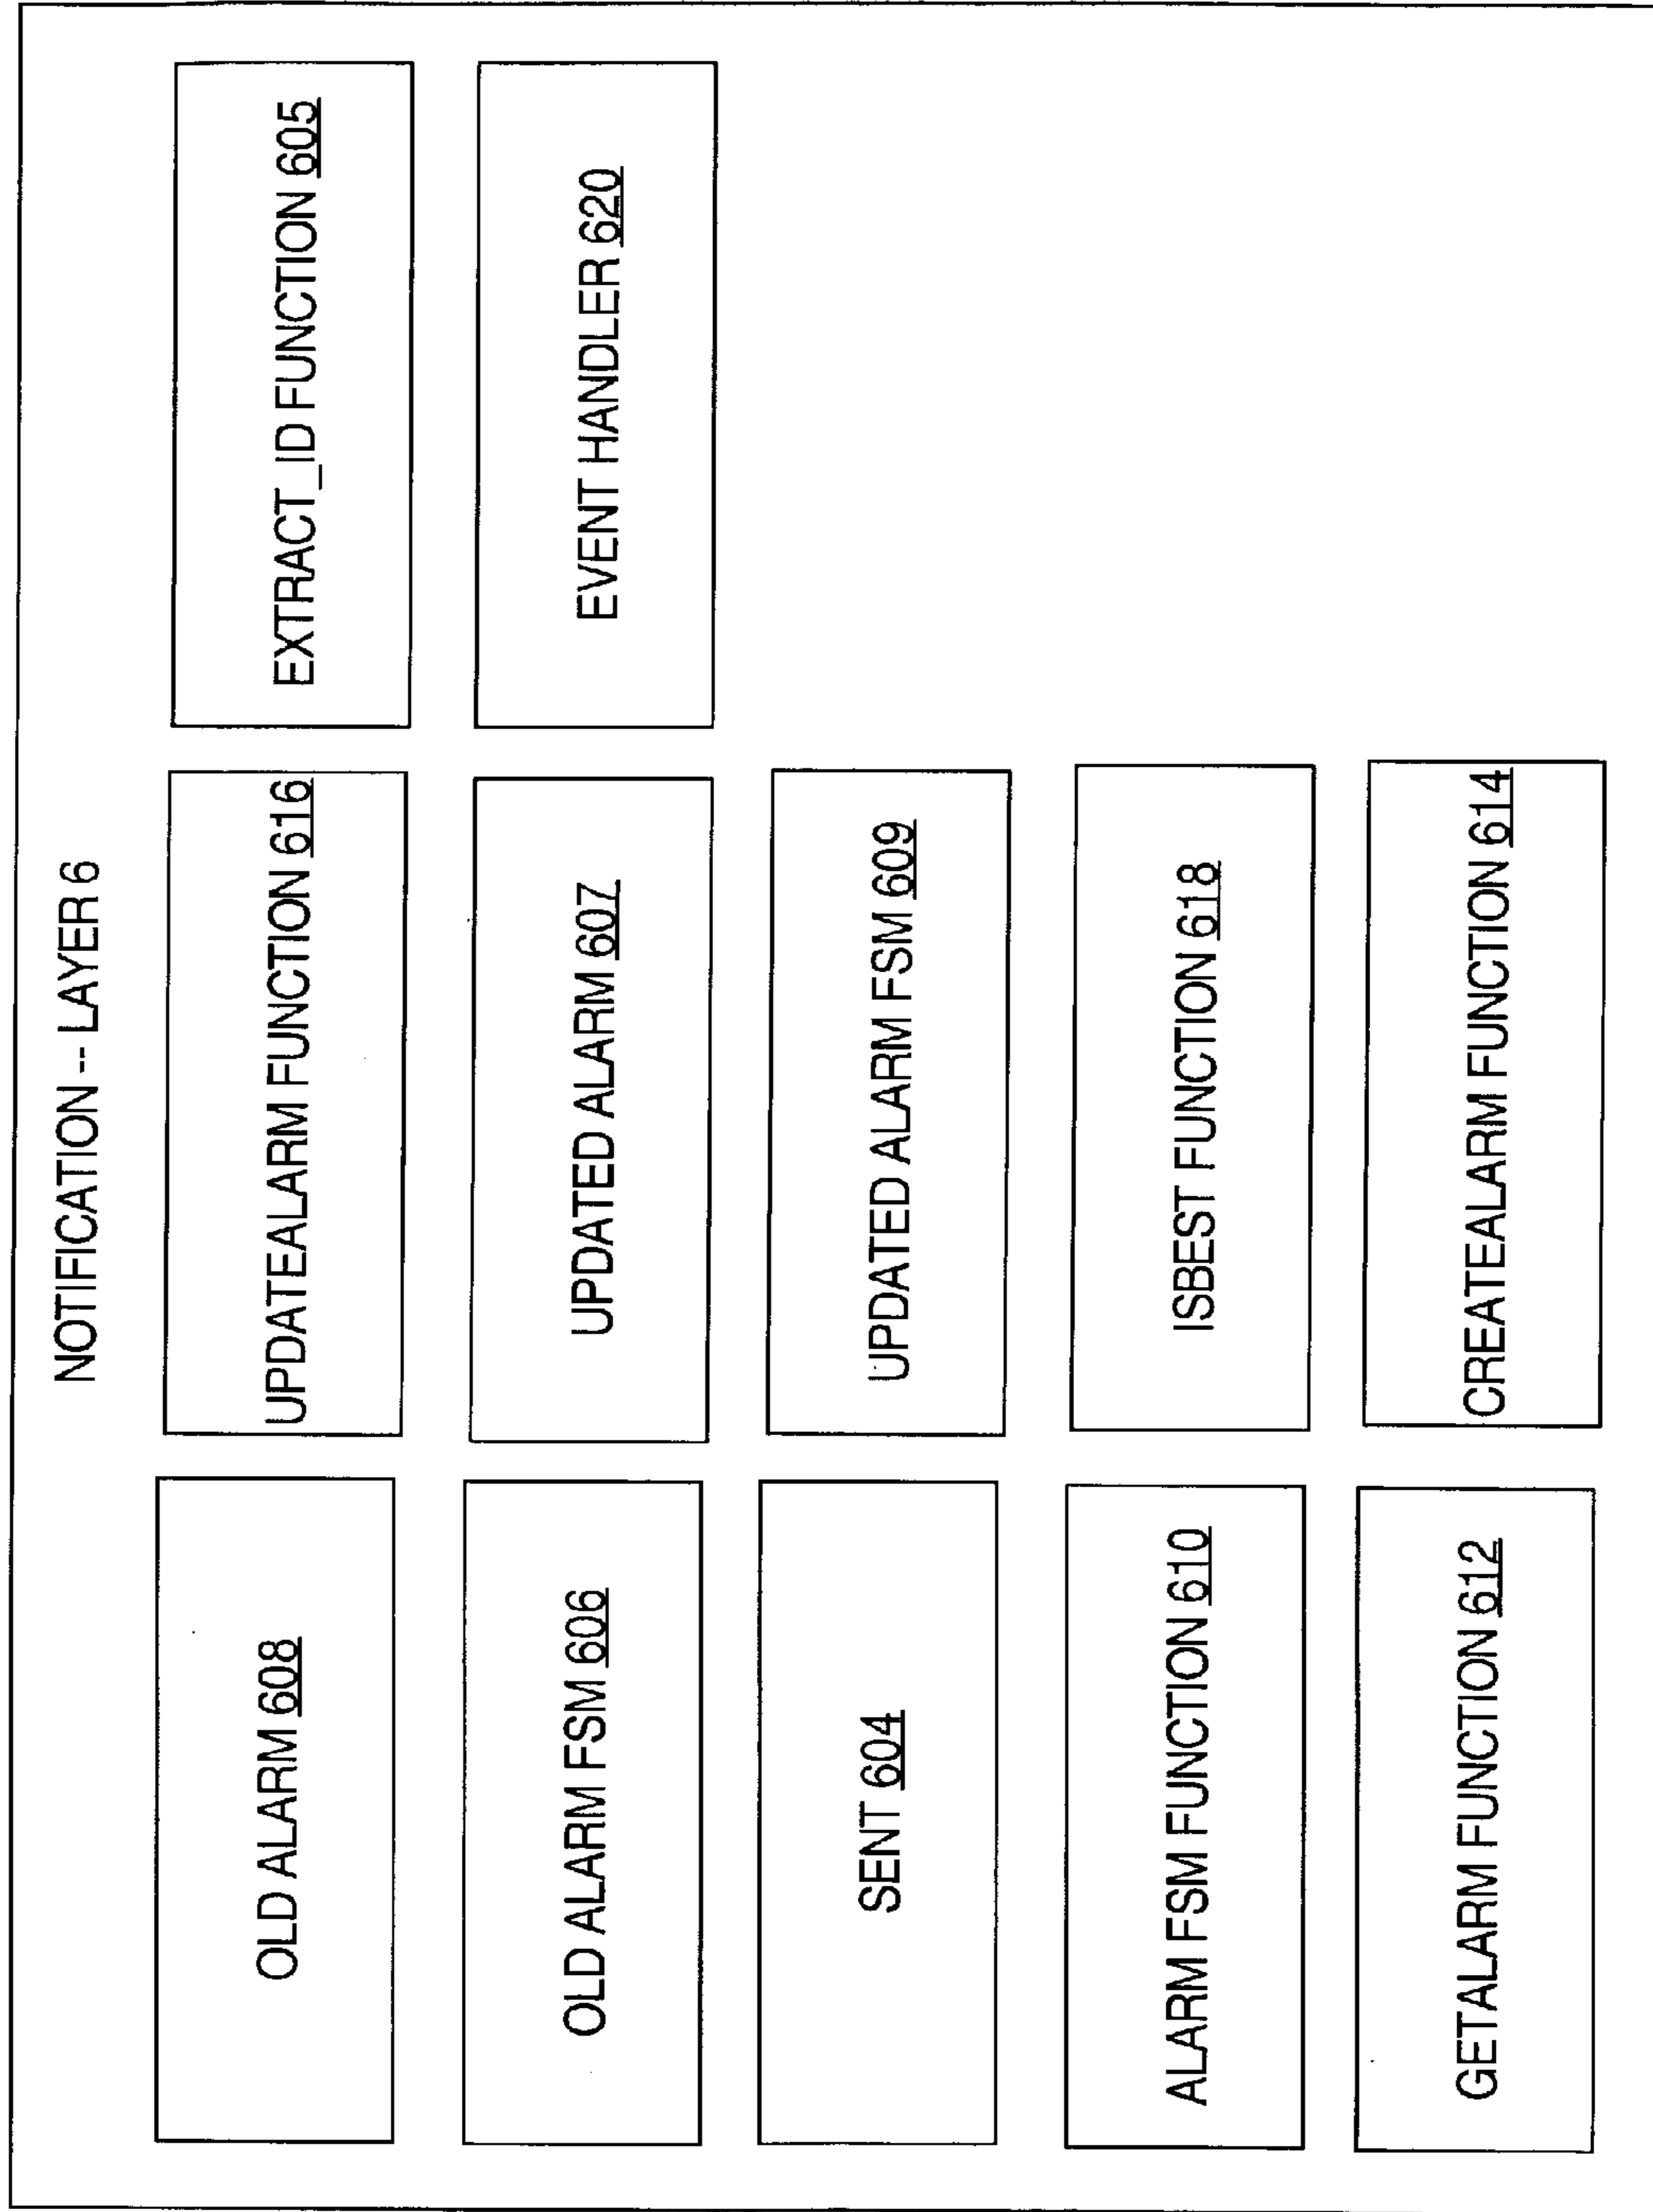 NOTIFICATION -- LAYER 6
OLD ALARM 608
UPDATEALARM FUNCTION 616
EXTRACT_ID FUNCTION 605
OLD ALARM FSM 606
UPDATED ALARM 607
EVENT HANDLER 620
SENT 604
UPDATED ALARM FSM 609
ALARM FSM FUNCTION 610
ISBEST FUNCTION 618
GETALARM FUNCTION 612
CREATEALARM FUNCTION 614